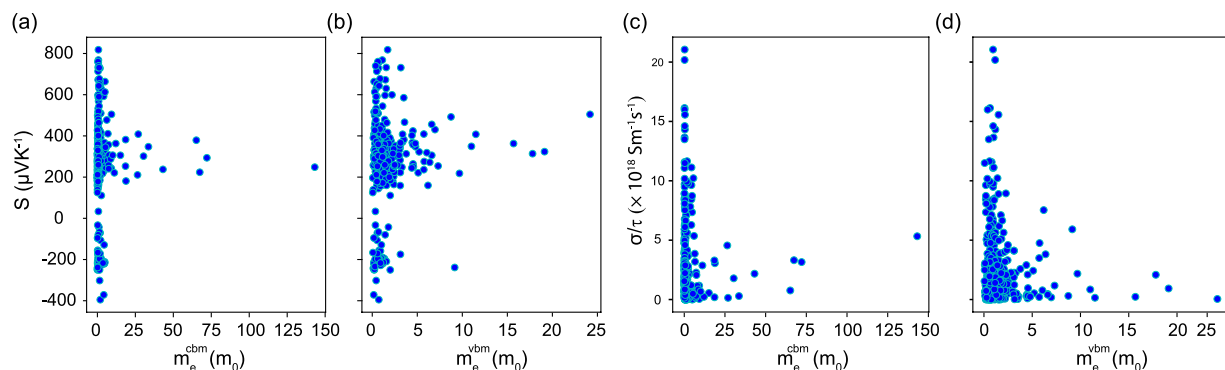 (a) (b) (c) (d)
S (μVK⁻¹)
800
600
400
200
0
-200
-400
0 25 50 75 100 125 150
m_e^cbm (m_0)
0 5 10 15 20 25
m_e^vbm (m_0)
σ/τ (× 10¹⁸ Sm⁻¹s⁻¹)
20
15
10
5
0
0 25 50 75 100 125 150
m_e^cbm (m_0)
0 5 10 15 20 25
m_e^vbm (m_0)